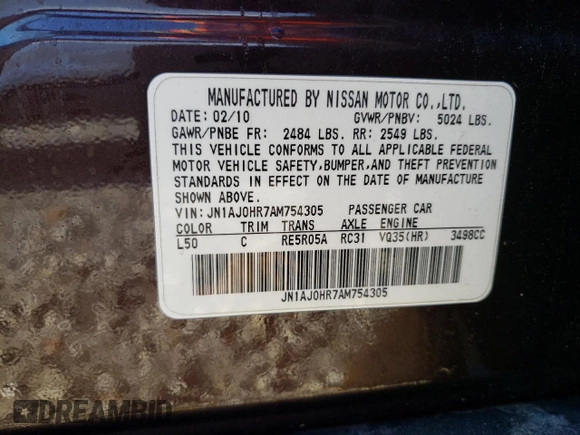 MANUFACTURED BY NISSAN MOTOR CO.,LTD.
DATE: 02/10 GVWR/PNBV: 5024 LBS.
GAWR/PNBE FR: 2484 LBS. RR: 2549 LBS.
THIS VEHICLE CONFORMS TO ALL APPLICABLE FEDERAL
MOTOR VEHICLE SAFETY,BUMPER,AND THEFT PREVENTION
STANDARDS IN EFFECT ON THE DATE OF MANUFACTURE
SHOWN ABOVE.
VIN: JN1AJ0HR7AM754305 PASSENGER CAR
COLOR TRIM TRANS AXLE ENGINE
L50 C RE5R05A RC31 VQ35(HR) 3498CC
JN1AJ0HR7AM754305
DREAMBID